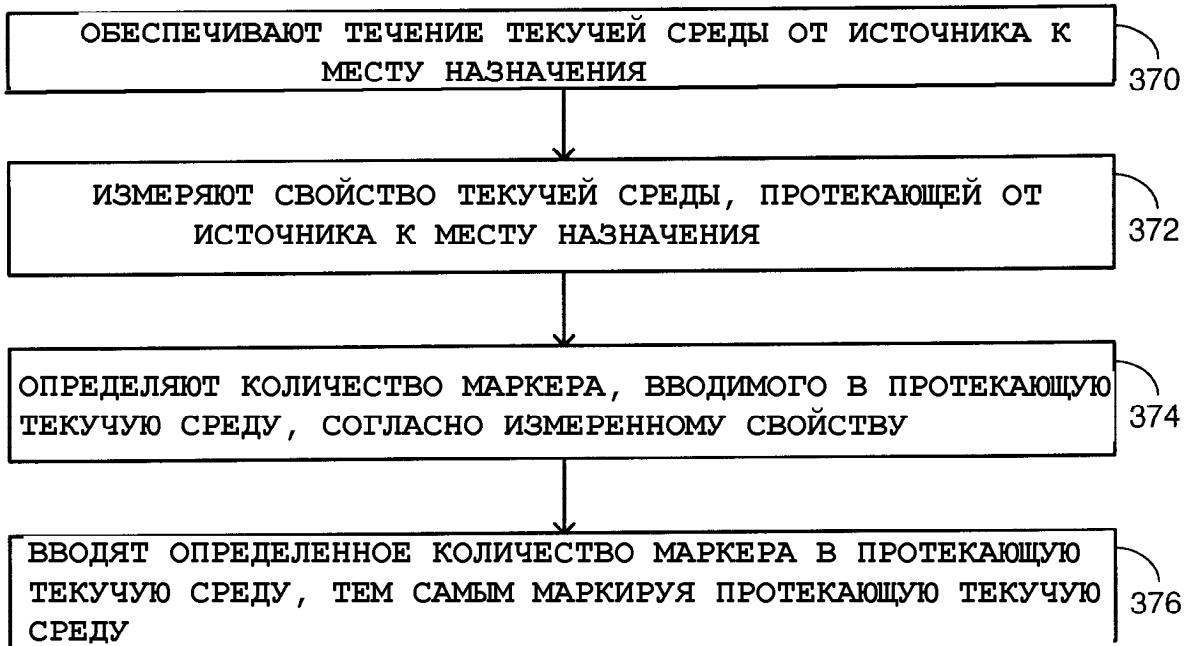 ОБЕСПЕЧИВАЮТ ТЕЧЕНИЕ ТЕКУЧЕЙ СРЕДЫ ОТ ИСТОЧНИКА К
МЕСТУ НАЗНАЧЕНИЯ
370
ИЗМЕРЯЮТ СВОЙСТВО ТЕКУЧЕЙ СРЕДЫ, ПРОТЕКАЮЩЕЙ ОТ
ИСТОЧНИКА К МЕСТУ НАЗНАЧЕНИЯ
372
ОПРЕДЕЛЯЮТ КОЛИЧЕСТВО МАРКЕРА, ВВОДИМОГО В ПРОТЕКАЮЩУЮ
ТЕКУЧУЮ СРЕДУ, СОГЛАСНО ИЗМЕРЕННОМУ СВОЙСТВУ
374
ВВОДЯТ ОПРЕДЕЛЕННОЕ КОЛИЧЕСТВО МАРКЕРА В ПРОТЕКАЮЩУЮ
ТЕКУЧУЮ СРЕДУ, ТЕМ САМЫМ МАРКИРУЯ ПРОТЕКАЮЩУЮ ТЕКУЧУЮ
СРЕДУ
376